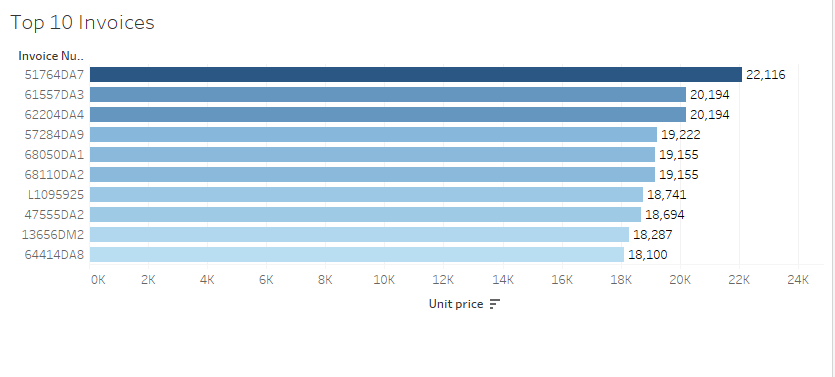 Top 10 Invoices
Invoice Nu..
51764DA7 22,116
61557DA3 20,194
62204DA4 20,194
57284DA9 19,222
68050DA1 19,155
68110DA2 19,155
L1095925 18,741
47555DA2 18,694
13656DM2 18,287
64414DA8 18,100
0K 2K 4K 6K 8K 10K 12K 14K 16K 18K 20K 22K 24K
Unit price